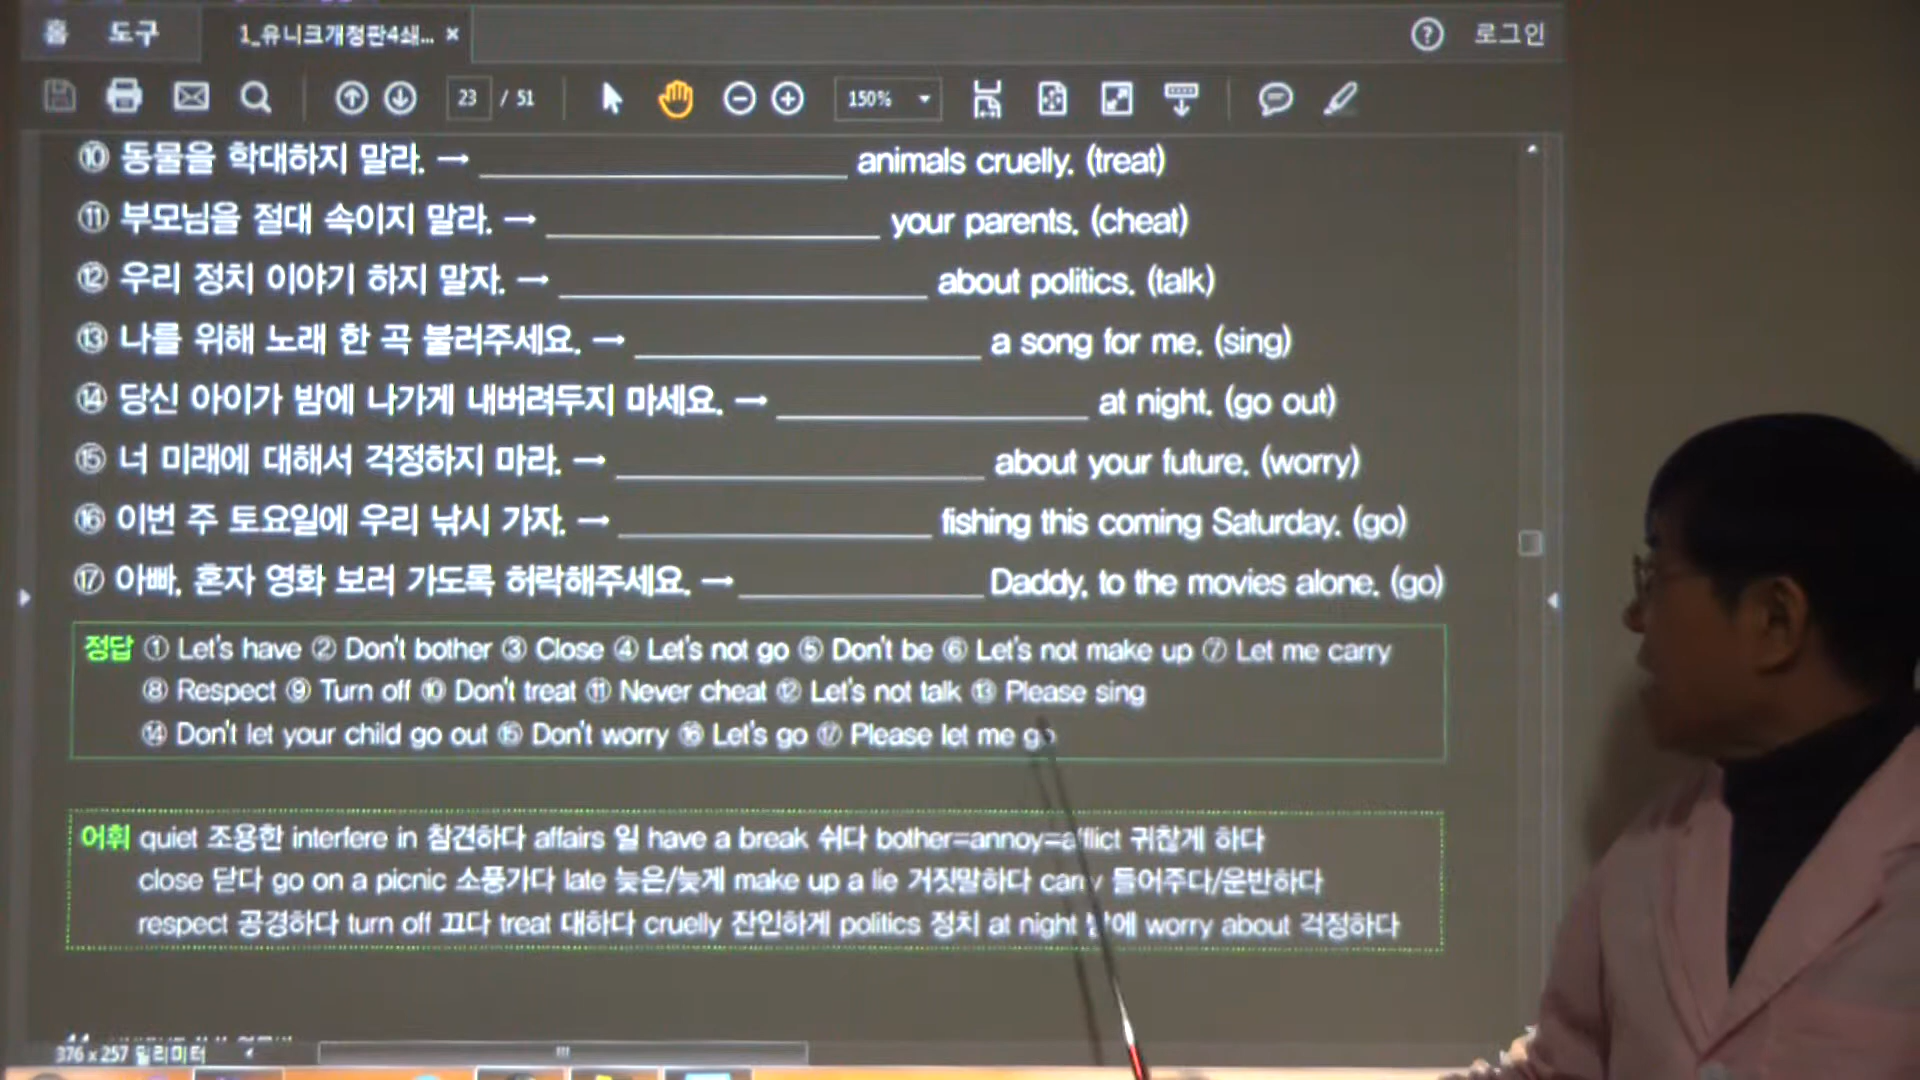 홈 도구 1_유니크개정판4쇄... × ? 로그인
23 / 51 150%
⑩ 동물을 학대하지 말라. → ______ animals cruelly. (treat)
⑪ 부모님을 절대 속이지 말라. → ______ your parents. (cheat)
⑫ 우리 정치 이야기 하지 말자. → ______ about politics. (talk)
⑬ 나를 위해 노래 한 곡 불러주세요. → ______ a song for me. (sing)
⑭ 당신 아이가 밤에 나가게 내버려두지 마세요. → ______ at night. (go out)
⑮ 너 미래에 대해서 걱정하지 마라. → ______ about your future. (worry)
⑯ 이번 주 토요일에 우리 낚시 가자. → ______ fishing this coming Saturday. (go)
⑰ 아빠, 혼자 영화 보러 가도록 허락해주세요. → ______ Daddy, to the movies alone. (go)
정답 ① Let's have ② Don't bother ③ Close ④ Let's not go ⑤ Don't be ⑥ Let's not make up ⑦ Let me carry
⑧ Respect ⑨ Turn off ⑩ Don't treat ⑪ Never cheat ⑫ Let's not talk ⑬ Please sing
⑭ Don't let your child go out ⑮ Don't worry ⑯ Let's go ⑰ Please let me go
어휘 quiet 조용한 interfere in 참견하다 affairs 일 have a break 쉬다 bother=annoy=afflict 귀찮게 하다
close 닫다 go on a picnic 소풍가다 late 늦은/늦게 make up a lie 거짓말하다 carry 들어주다/운반하다
respect 공경하다 turn off 끄다 treat 대하다 cruelly 잔인하게 politics 정치 at night 밤에 worry about 걱정하다
376 x 257 밀리미터